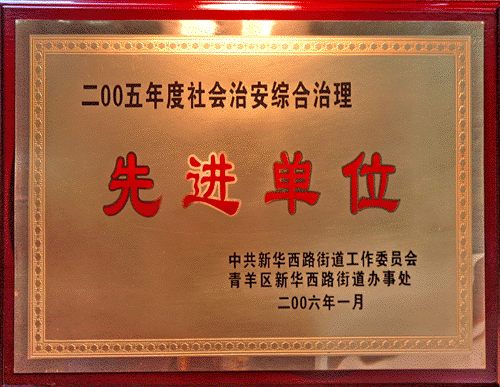 二00五年度社会治安综合治理
先进单位
中共新华西路街道工作委员会
青羊区新华西路街道办事处
二00六年一月